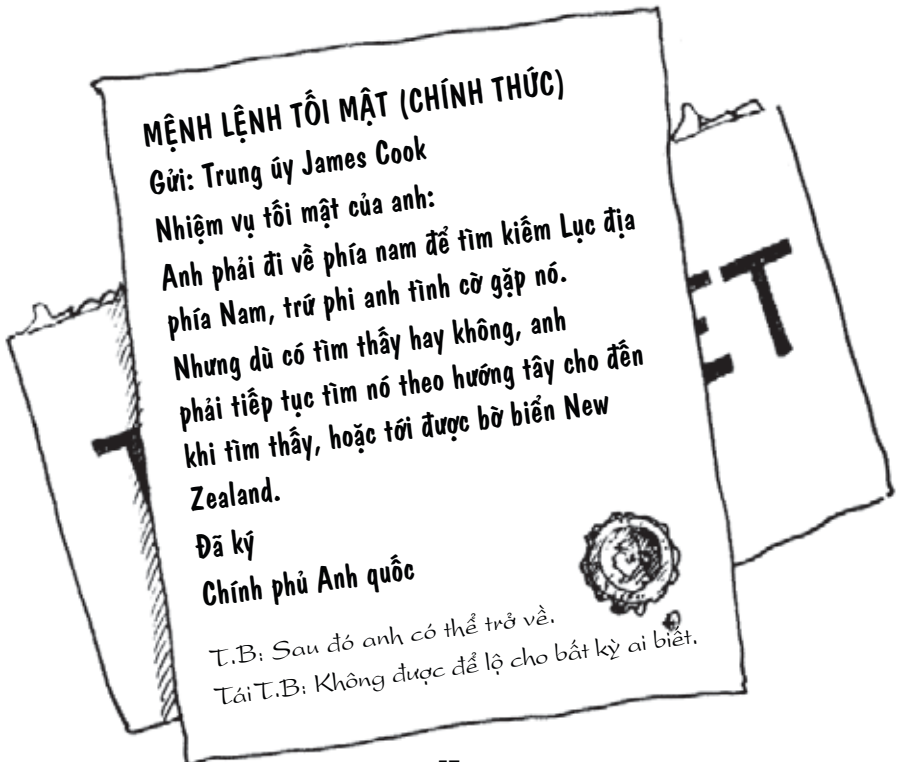 MỆNH LỆNH TỐI MẬT (CHÍNH THỨC)
Gửi: Trung úy James Cook
Nhiệm vụ tối mật của anh:
Anh phải đi về phía nam để tìm kiếm Lục địa
phía Nam, trứ phi anh tình cờ gặp nó.
Nhưng dù có tìm thấy hay không, anh
phải tiếp tục tìm nó theo hướng tây cho đến
khi tìm thấy, hoặc tới được bờ biển New
Zealand.
Đã ký
Chính phủ Anh quốc
T.B: Sau đó anh có thể trở về.
Tái T.B: Không được để lộ cho bất kỳ ai biết.